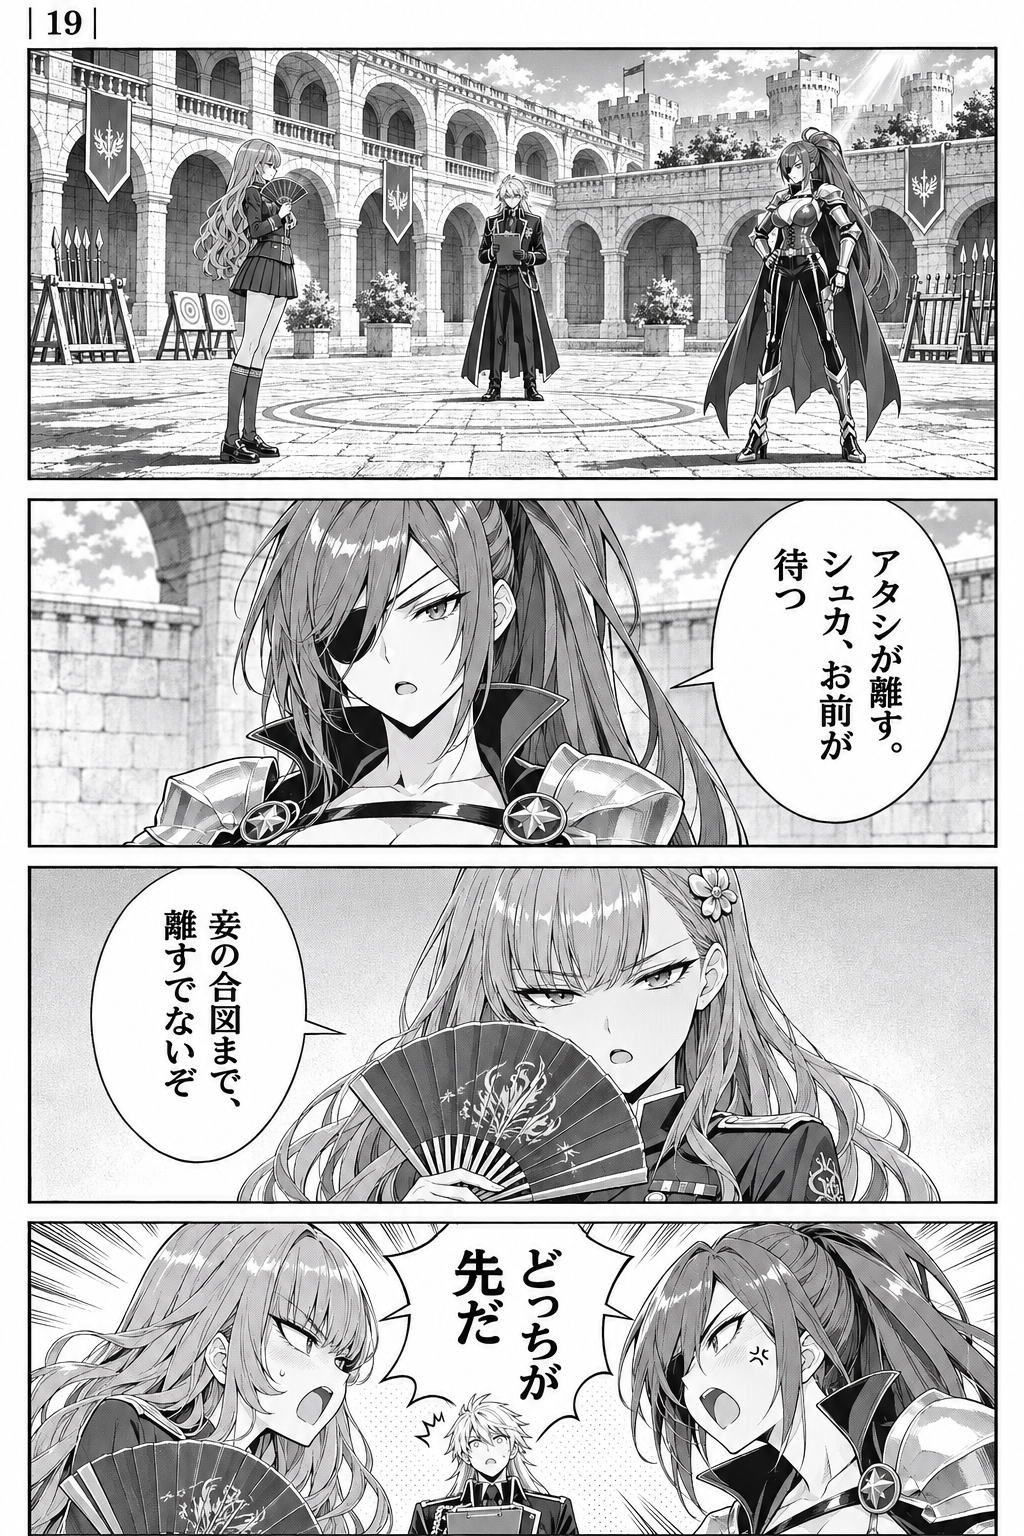 19
アタシが離す。
シュカ、お前が
待つ
妾の合図まで、
離すでないぞ
どっちが
先だ